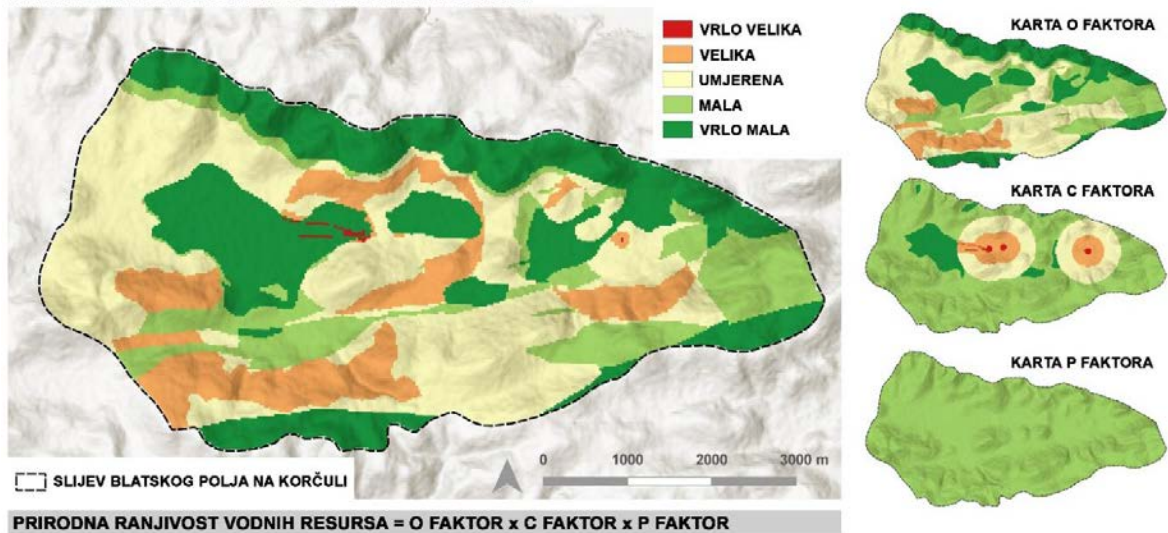 VRLO VELIKA
VELIKA
UMJERENA
MALA
VRLO MALA
KARTA O FAKTORA
KARTA C FAKTORA
KARTA P FAKTORA
SLIJEV BLATSKOG POLJA NA KORČULI
0 1000 2000 3000 m
PRIRODNA RANJIVOST VODNIH RESURSA = O FAKTOR x C FAKTOR x P FAKTOR